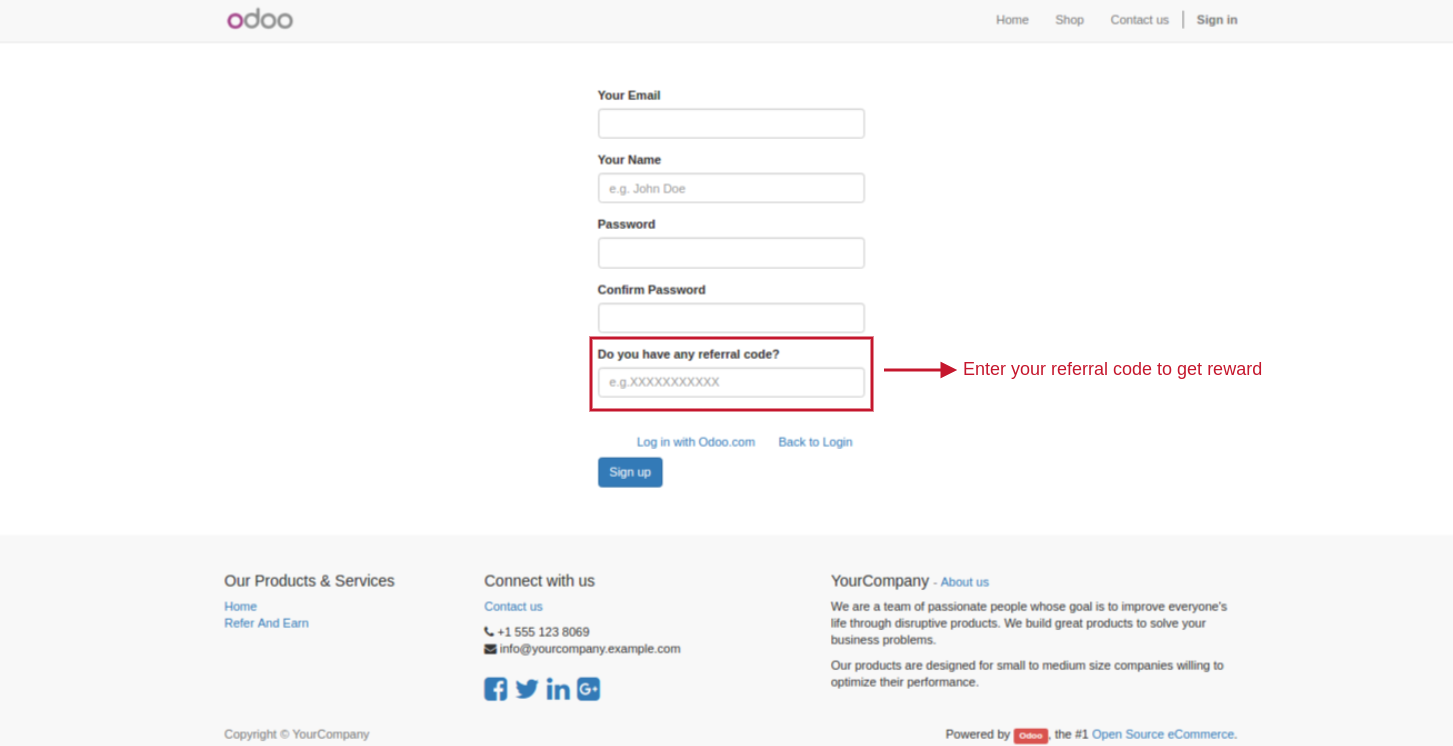 odoo
Home Shop Contact us Sign in
Your Email
Your Name
e.g. John Doe
Password
Confirm Password
Do you have any referral code?
e.g.XXXXXXXXXXX
Enter your referral code to get reward
Log in with Odoo.com Back to Login
Sign up
Our Products & Services
Home
Refer And Earn
Connect with us
Contact us
+1 555 123 8069
info@yourcompany.example.com
YourCompany - About us
We are a team of passionate people whose goal is to improve everyone's
life through disruptive products. We build great products to solve your
business problems.
Our products are designed for small to medium size companies willing to
optimize their performance.
Copyright © YourCompany
Powered by Odoo, the #1 Open Source eCommerce.